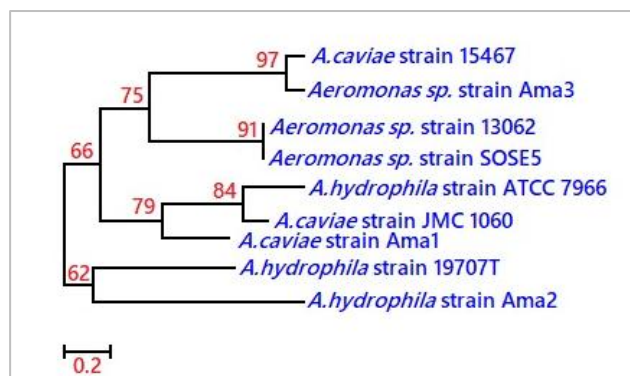 97
A.caviae strain 15467
Aeromonas sp. strain Ama3
75
91
Aeromonas sp. strain 13062
Aeromonas sp. strain SOSE5
66
84
A.hydrophila strain ATCC 7966
79
A.caviae strain JMC 1060
A.caviae strain Ama1
62
A.hydrophila strain 19707T
A.hydrophila strain Ama2
0.2